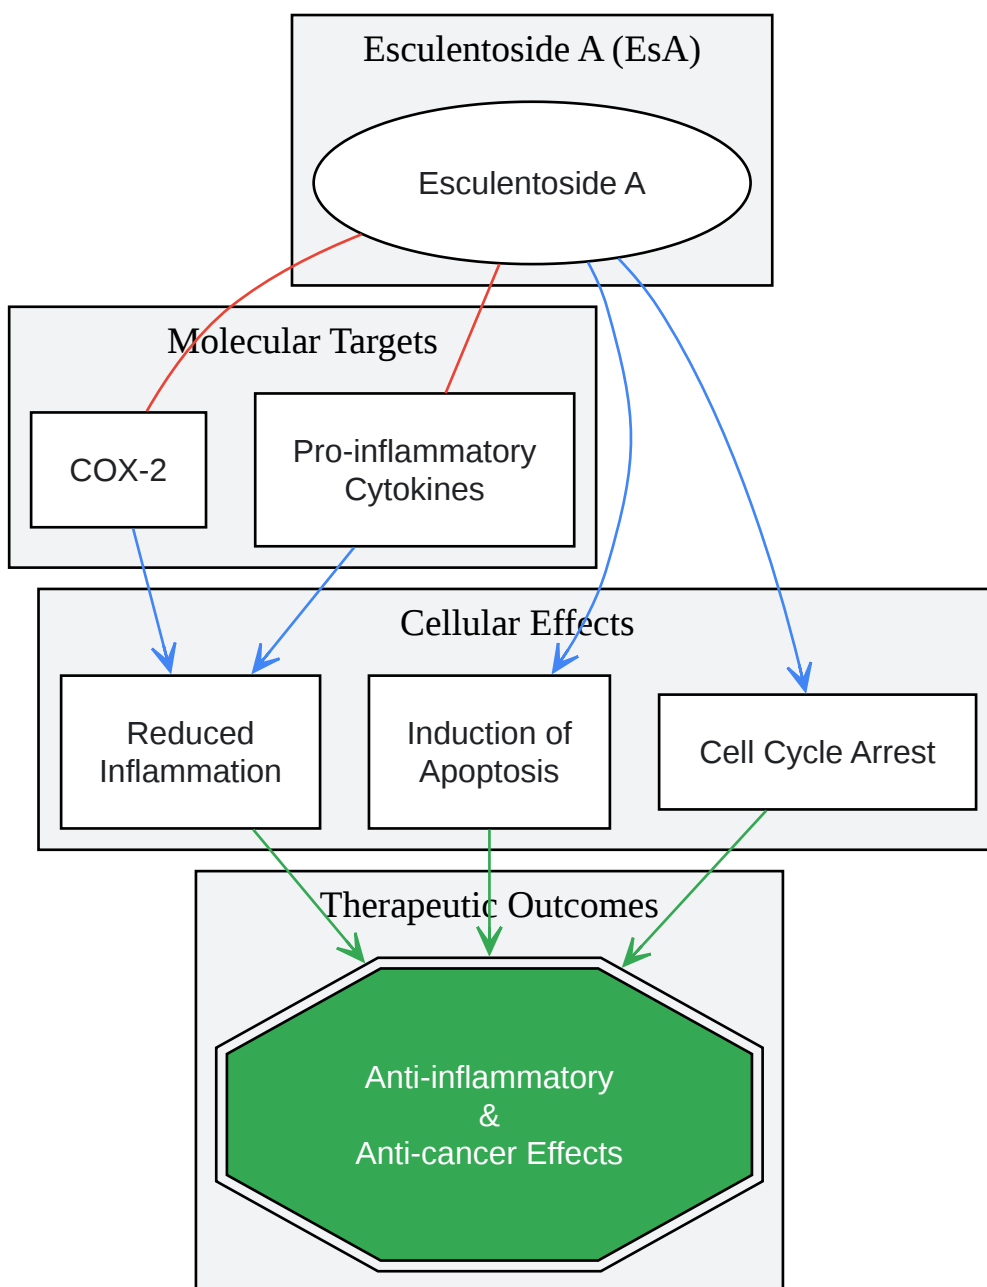 Esculentoside A (EsA)
Esculentoside A
Molecular Targets
COX-2
Pro-inflammatory
Cytokines
Cellular Effects
Reduced
Inflammation
Induction of
Apoptosis
Cell Cycle Arrest
Therapeutic Outcomes
Anti-inflammatory
&
Anti-cancer Effects